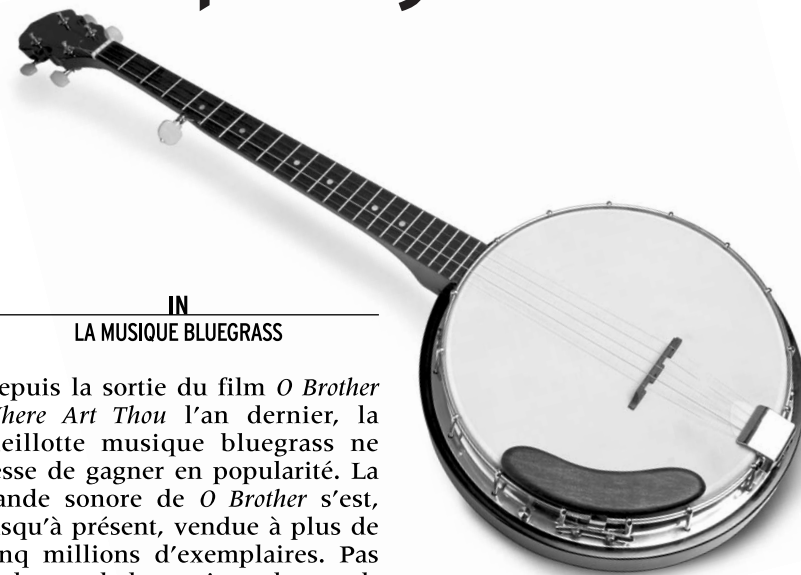 IN
LA MUSIQUE BLUEGRASS
epuis la sortie du film O Brother
here Art Thou l'an dernier, la
eillotte musique bluegrass ne
esse de gagner en popularité. La
ande sonore de O Brother s'est,
squ'à présent, vendue à plus de
nq millions d'exemplaires. Pas